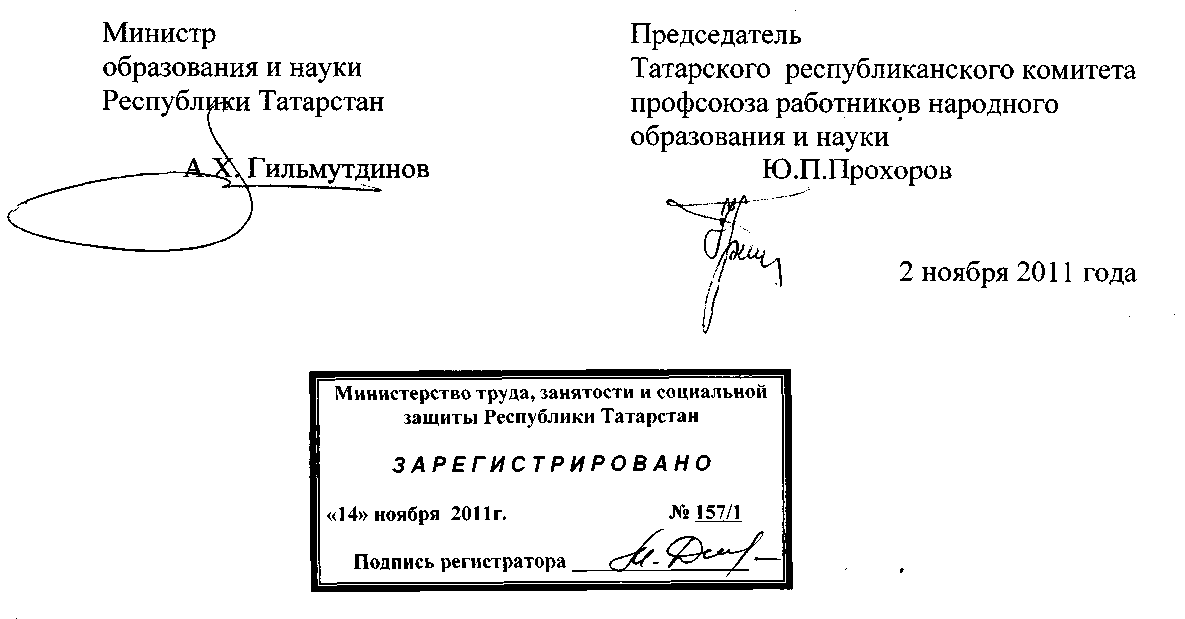 Министр
образования и науки
Республики Татарстан
А.Х. Гильмутдинов
Председатель
Татарского республиканского комитета
профсоюза работников народного
образования и науки
Ю.П.Прохоров
2 ноября 2011 года
Министерство труда, занятости и социальной
защиты Республики Татарстан
ЗАРЕГИСТРИРОВАНО
«14» ноября 2011г. № 157/1
Подпись регистратора